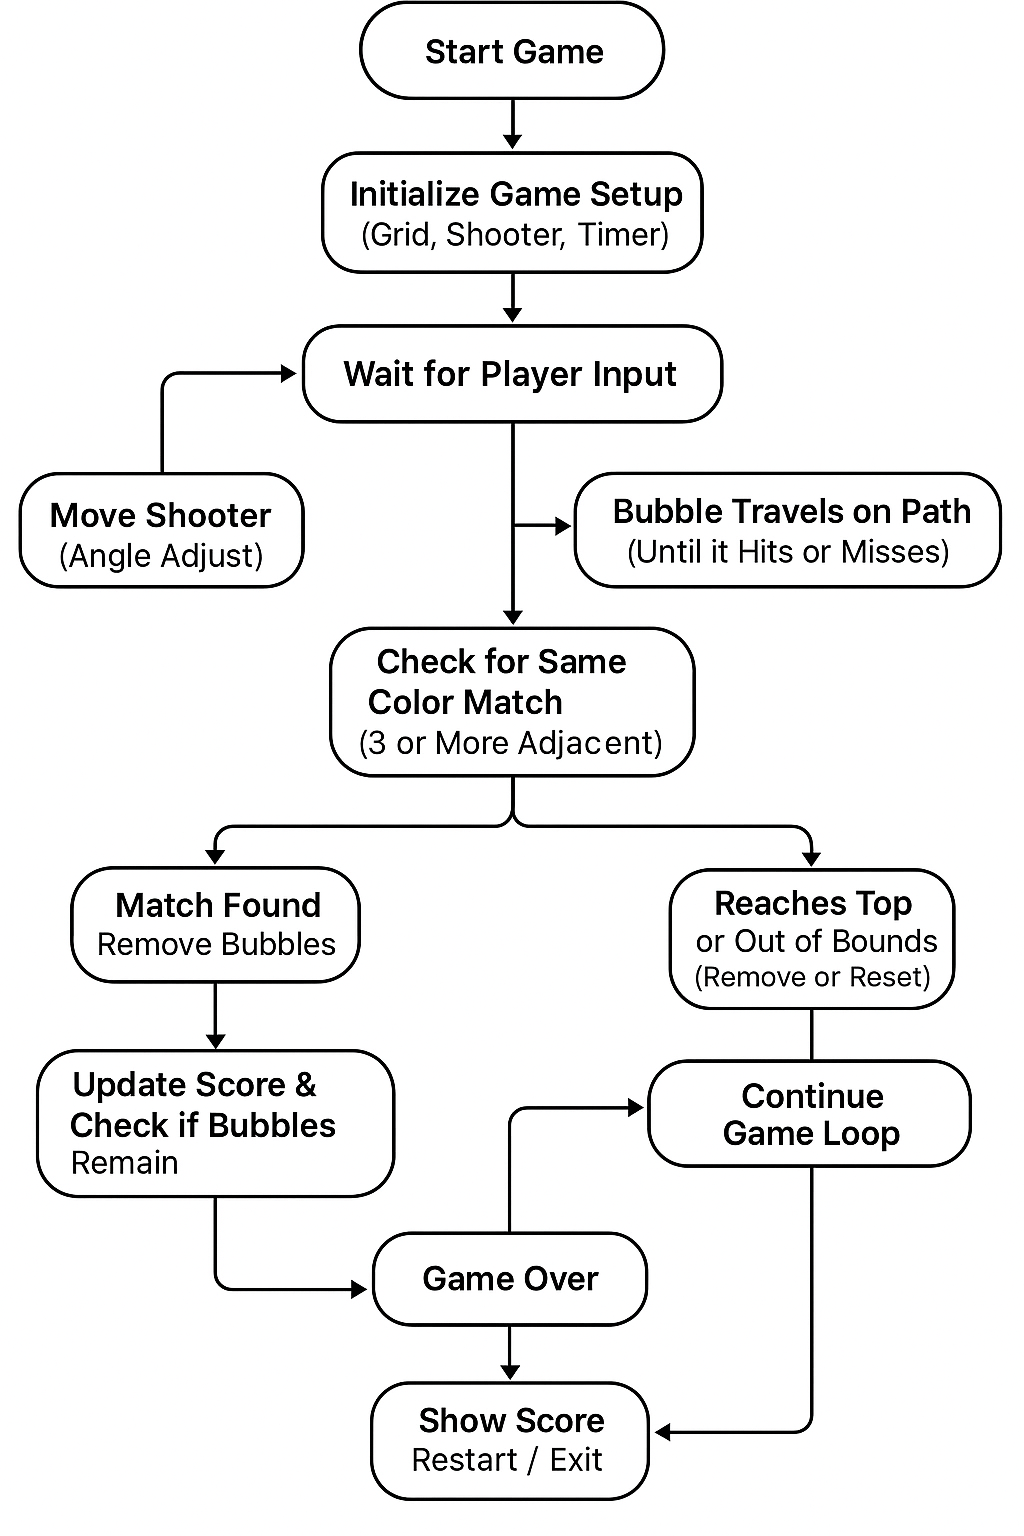 Start Game
Initialize Game Setup
(Grid, Shooter, Timer)
Wait for Player Input
Move Shooter
(Angle Adjust)
Bubble Travels on Path
(Until it Hits or Misses)
Check for Same
Color Match
(3 or More Adjacent)
Match Found
Remove Bubbles
Reaches Top
or Out of Bounds
(Remove or Reset)
Update Score &
Check if Bubbles
Remain
Continue
Game Loop
Game Over
Show Score
Restart / Exit